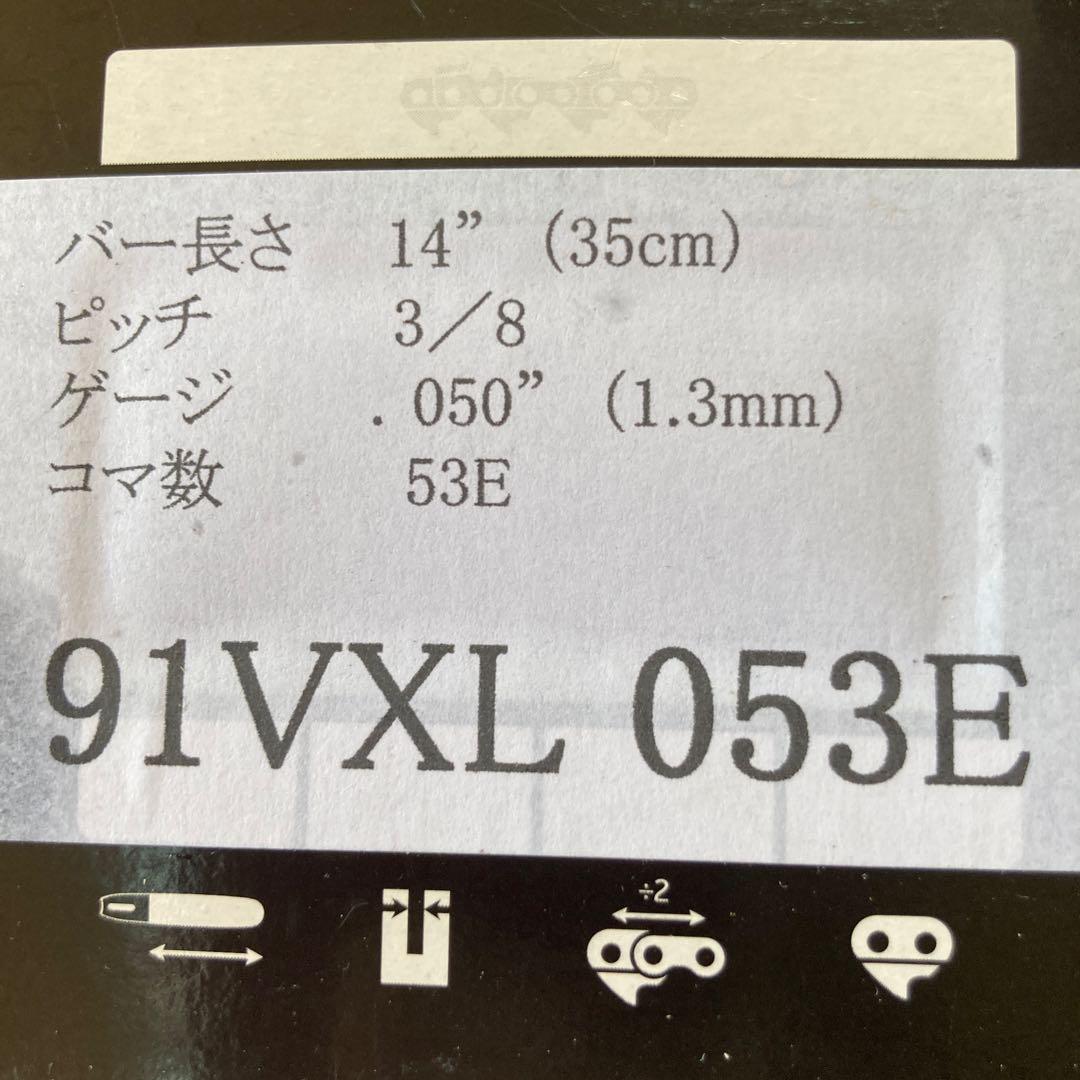 バー長さ 14” (35cm)
ピッチ 3／8
ゲージ .050” (1.3mm)
コマ数 53E
91VXL 053E
÷2